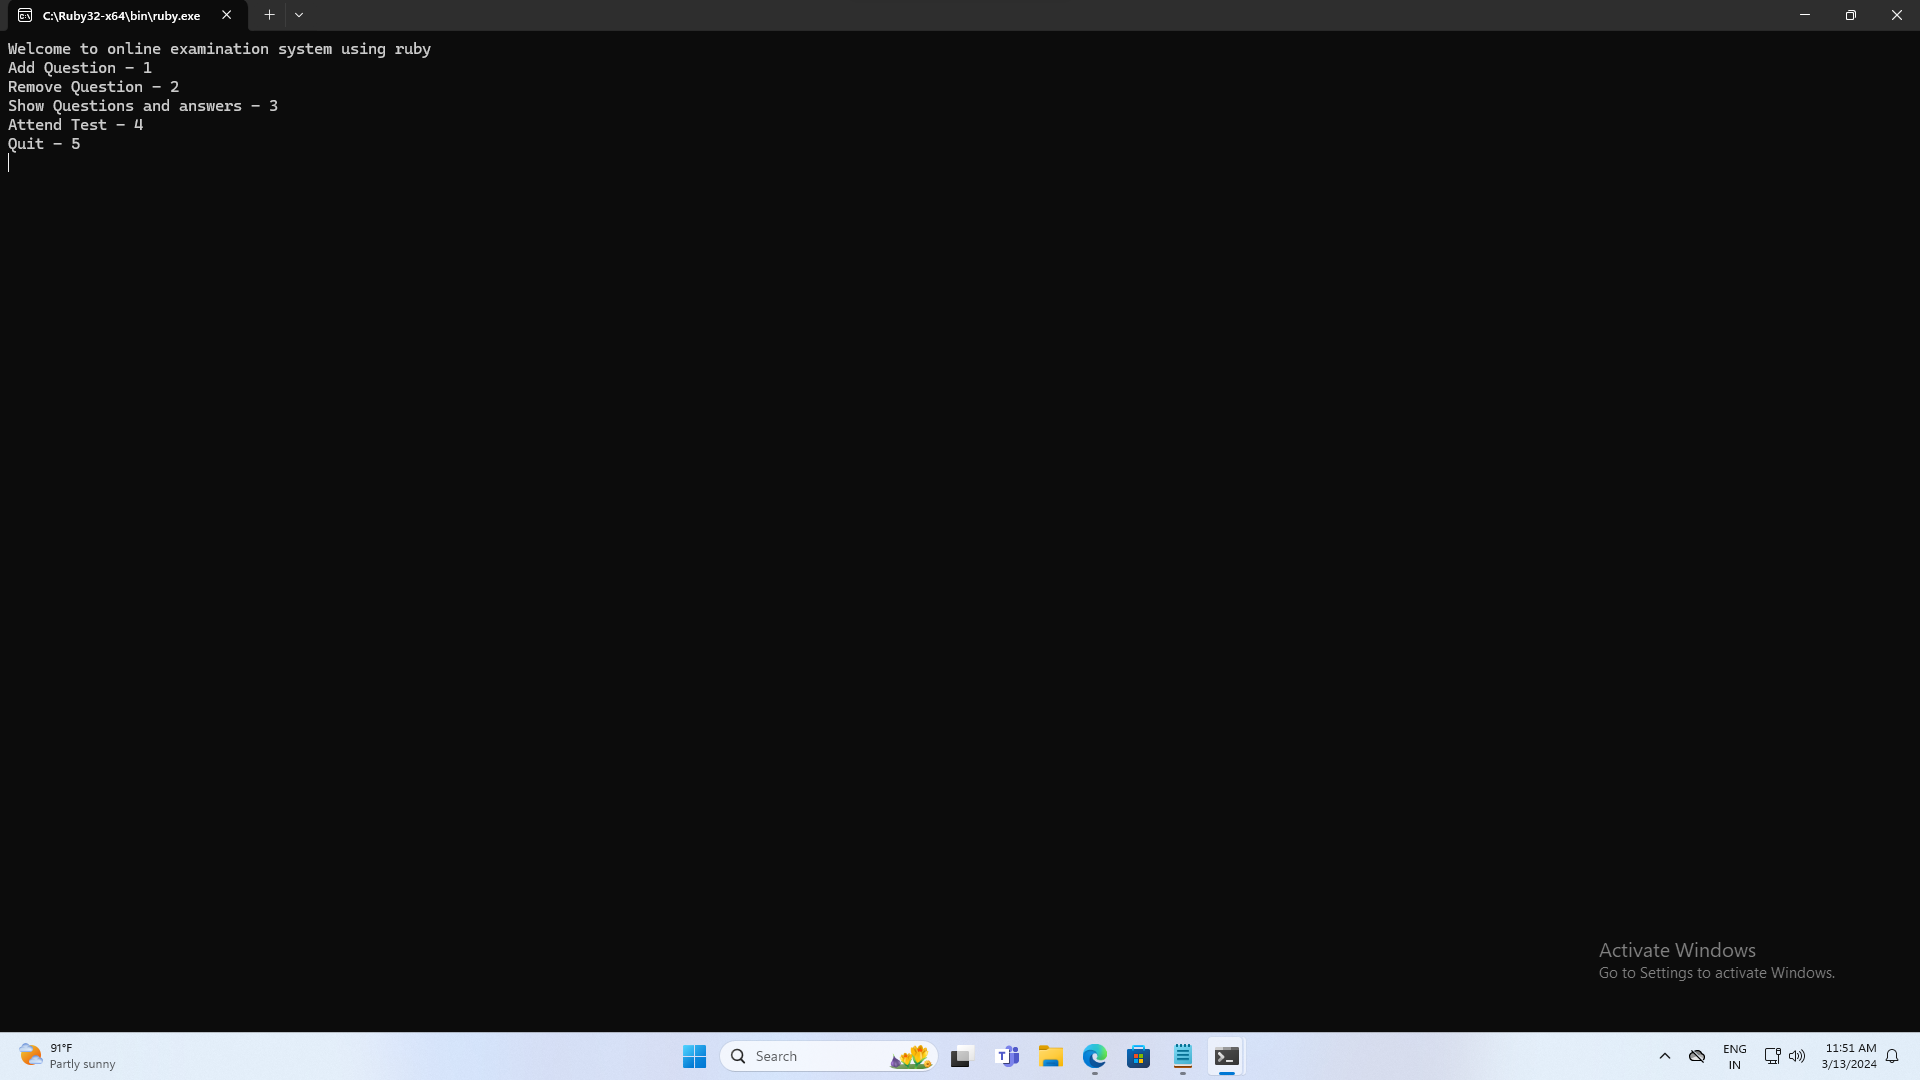 C:\Ruby32-x64\bin\ruby.exe
Welcome to online examination system using ruby
Add Question - 1
Remove Question - 2
Show Questions and answers - 3
Attend Test - 4
Quit - 5
Activate Windows
Go to Settings to activate Windows.
91°F
Partly sunny
Search
ENG
IN
11:51 AM
3/13/2024